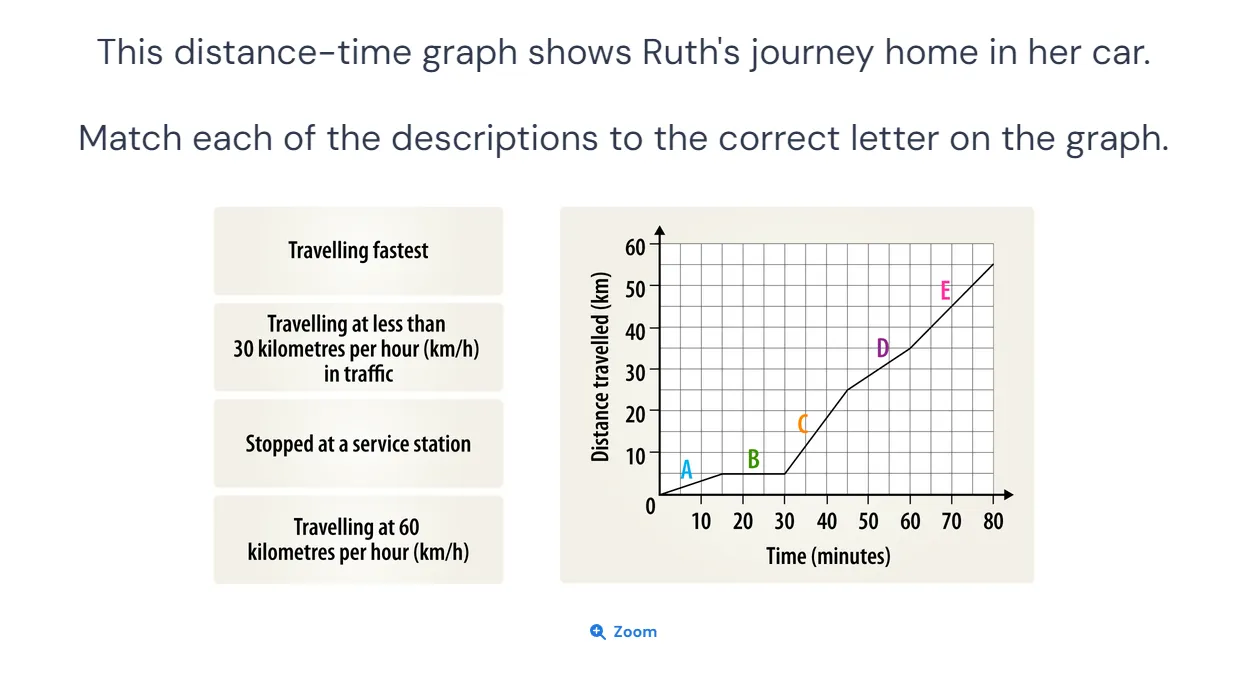 This distance-time graph shows Ruth's journey home in her car.
Match each of the descriptions to the correct letter on the graph.
Travelling fastest
Travelling at less than
30 kilometres per hour (km/h)
in traffic
Stopped at a service station
Travelling at 60
kilometres per hour (km/h)
Distance travelled (km)
60
50
40
30
20
10
0
A
B
C
D
E
10 20 30 40 50 60 70 80
Time (minutes)
Zoom